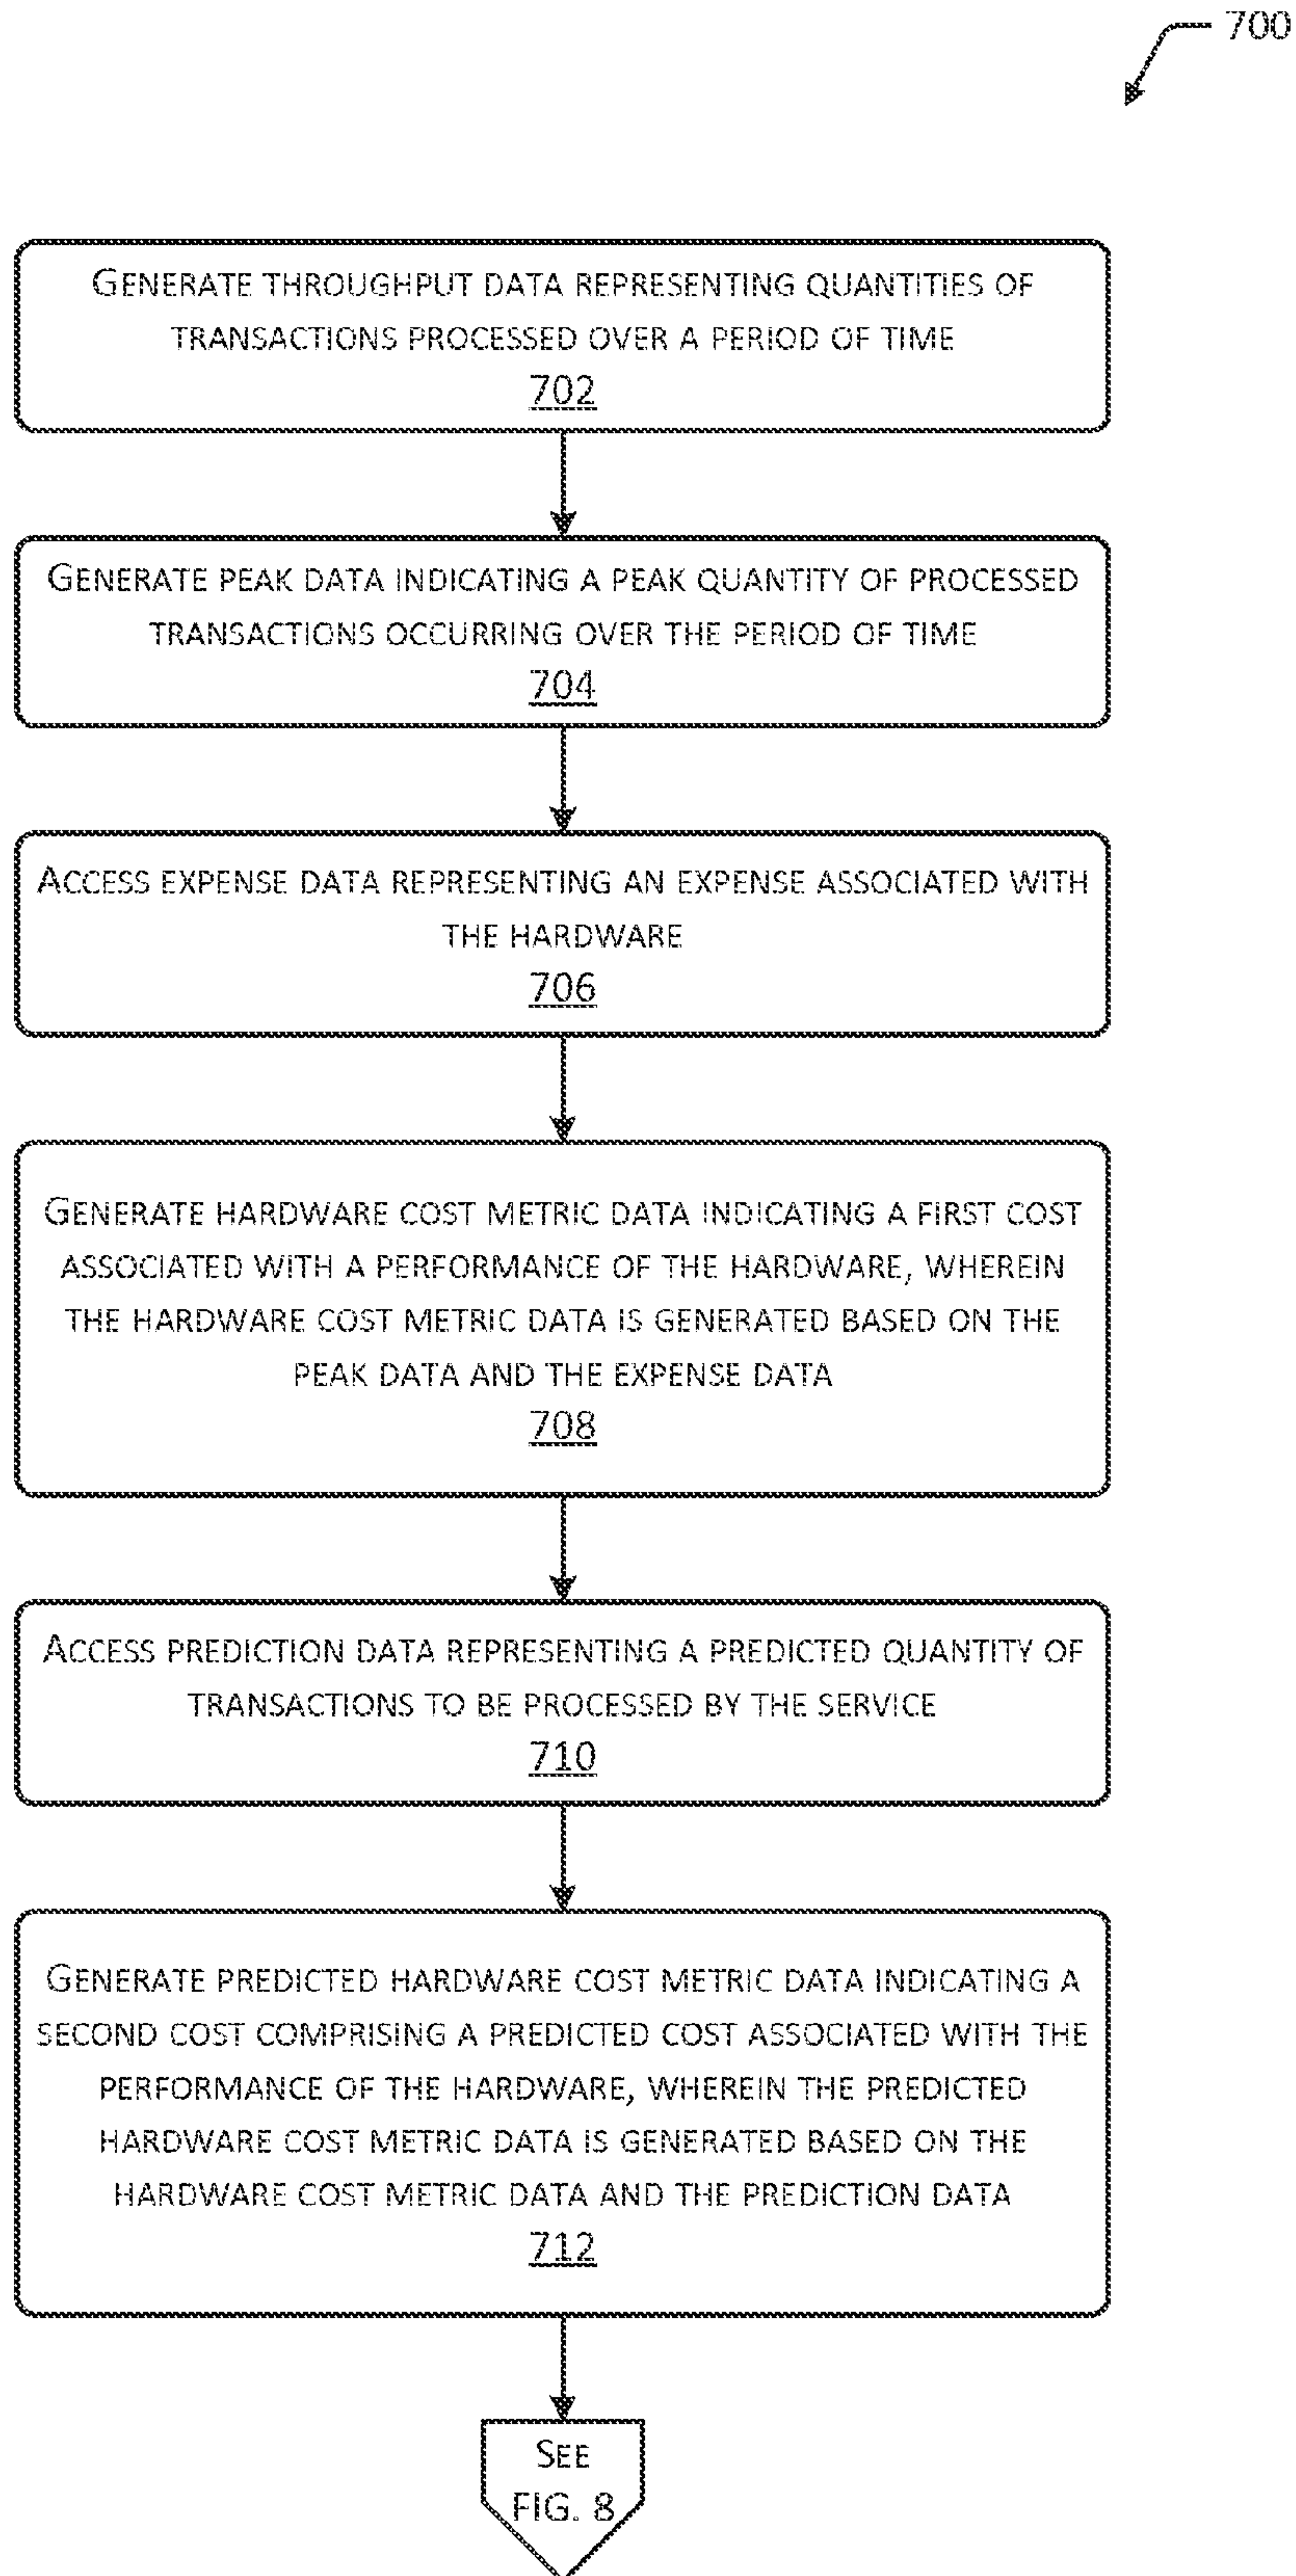 700
GENERATE THROUGHPUT DATA REPRESENTING QUANTITIES OF
TRANSACTIONS PROCESSED OVER A PERIOD OF TIME
702
GENERATE PEAK DATA INDICATING A PEAK QUANTITY OF PROCESSED
TRANSACTIONS OCCURRING OVER THE PERIOD OF TIME
704
ACCESS EXPENSE DATA REPRESENTING AN EXPENSE ASSOCIATED WITH
THE HARDWARE
706
GENERATE HARDWARE COST METRIC DATA INDICATING A FIRST COST
ASSOCIATED WITH A PERFORMANCE OF THE HARDWARE, WHEREIN
THE HARDWARE COST METRIC DATA IS GENERATED BASED ON THE
PEAK DATA AND THE EXPENSE DATA
708
ACCESS PREDICTION DATA REPRESENTING A PREDICTED QUANTITY OF
TRANSACTIONS TO BE PROCESSED BY THE SERVICE
710
GENERATE PREDICTED HARDWARE COST METRIC DATA INDICATING A
SECOND COST COMPRISING A PREDICTED COST ASSOCIATED WITH THE
PERFORMANCE OF THE HARDWARE, WHEREIN THE PREDICTED
HARDWARE COST METRIC DATA IS GENERATED BASED ON THE
HARDWARE COST METRIC DATA AND THE PREDICTION DATA
712
SEE
FIG. 8